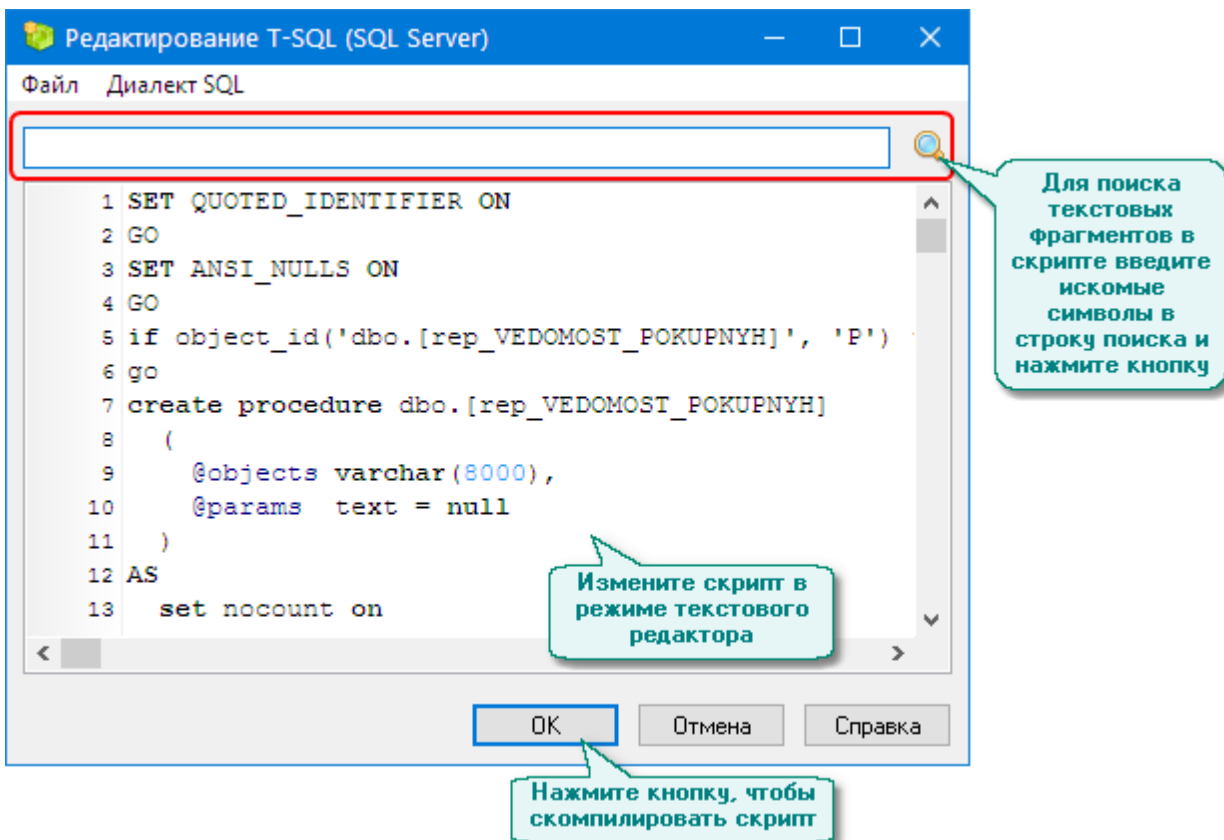 Редактирование T-SQL (SQL Server)
Файл Диалект SQL
1 SET QUOTED_IDENTIFIER ON
2 GO
3 SET ANSI_NULLS ON
4 GO
5 if object_id('dbo.[rep_VEDOMOST_POKUPNYH]', 'P')
6 go
7 create procedure dbo.[rep_VEDOMOST_POKUPNYH]
8 (
9 @objects varchar(8000),
10 @params text = null
11 )
12 AS
13 set nocount on
Для поиска
текстовых
фрагментов в
скрипте введите
искомые
символы в
строку поиска и
нажмите кнопку
Измените скрипт в
режиме текстового
редактора
OK Отмена Справка
Нажмите кнопку, чтобы
скомпилировать скрипт